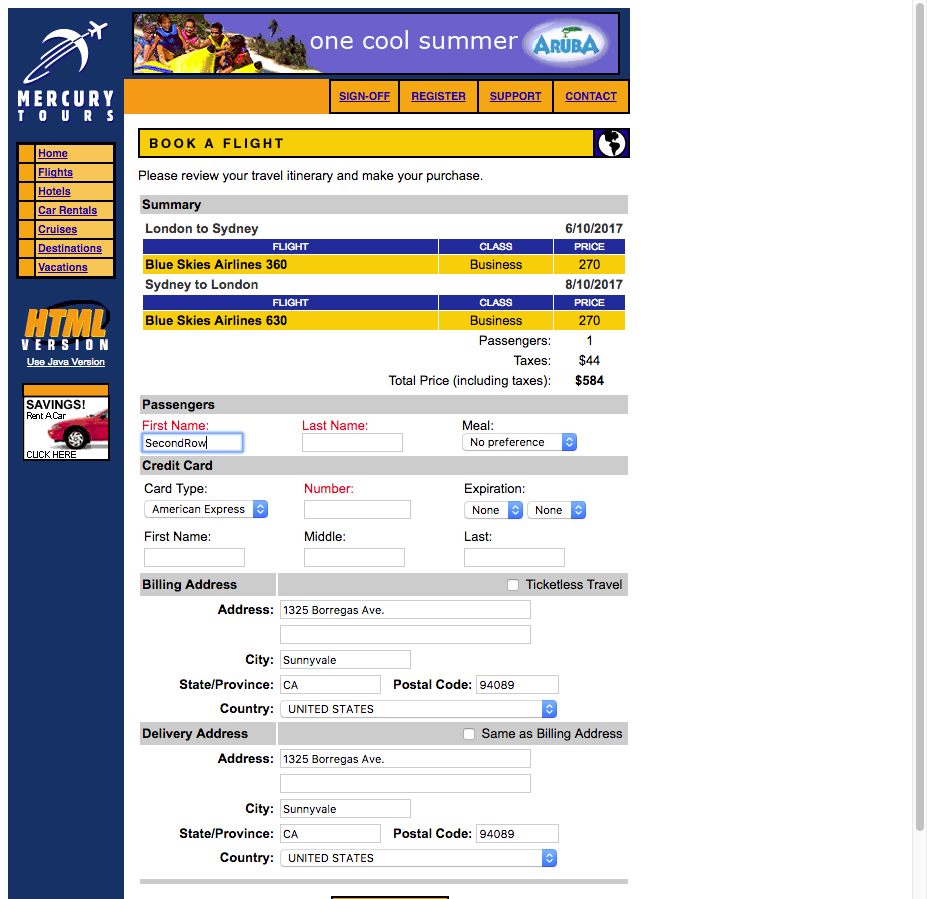 one cool summer ARUBA
MERCURY
TOURS
SIGN-OFF REGISTER SUPPORT CONTACT
Home
Flights
Hotels
Car Rentals
Cruises
Destinations
Vacations
HTML
VERSION
Use Java Version
SAVINGS!
Rent A Car
CLICK HERE
BOOK A FLIGHT
Please review your travel itinerary and make your purchase.
Summary
London to Sydney 6/10/2017
FLIGHT CLASS PRICE
Blue Skies Airlines 360 Business 270
Sydney to London 8/10/2017
FLIGHT CLASS PRICE
Blue Skies Airlines 630 Business 270
Passengers: 1
Taxes: $44
Total Price (including taxes): $584
Passengers
First Name: Last Name: Meal:
SecondRow No preference
Credit Card
Card Type: Number: Expiration:
American Express None None
First Name: Middle: Last:
Billing Address Ticketless Travel
Address: 1325 Borregas Ave.
City: Sunnyvale
State/Province: CA Postal Code: 94089
Country: UNITED STATES
Delivery Address Same as Billing Address
Address: 1325 Borregas Ave.
City: Sunnyvale
State/Province: CA Postal Code: 94089
Country: UNITED STATES